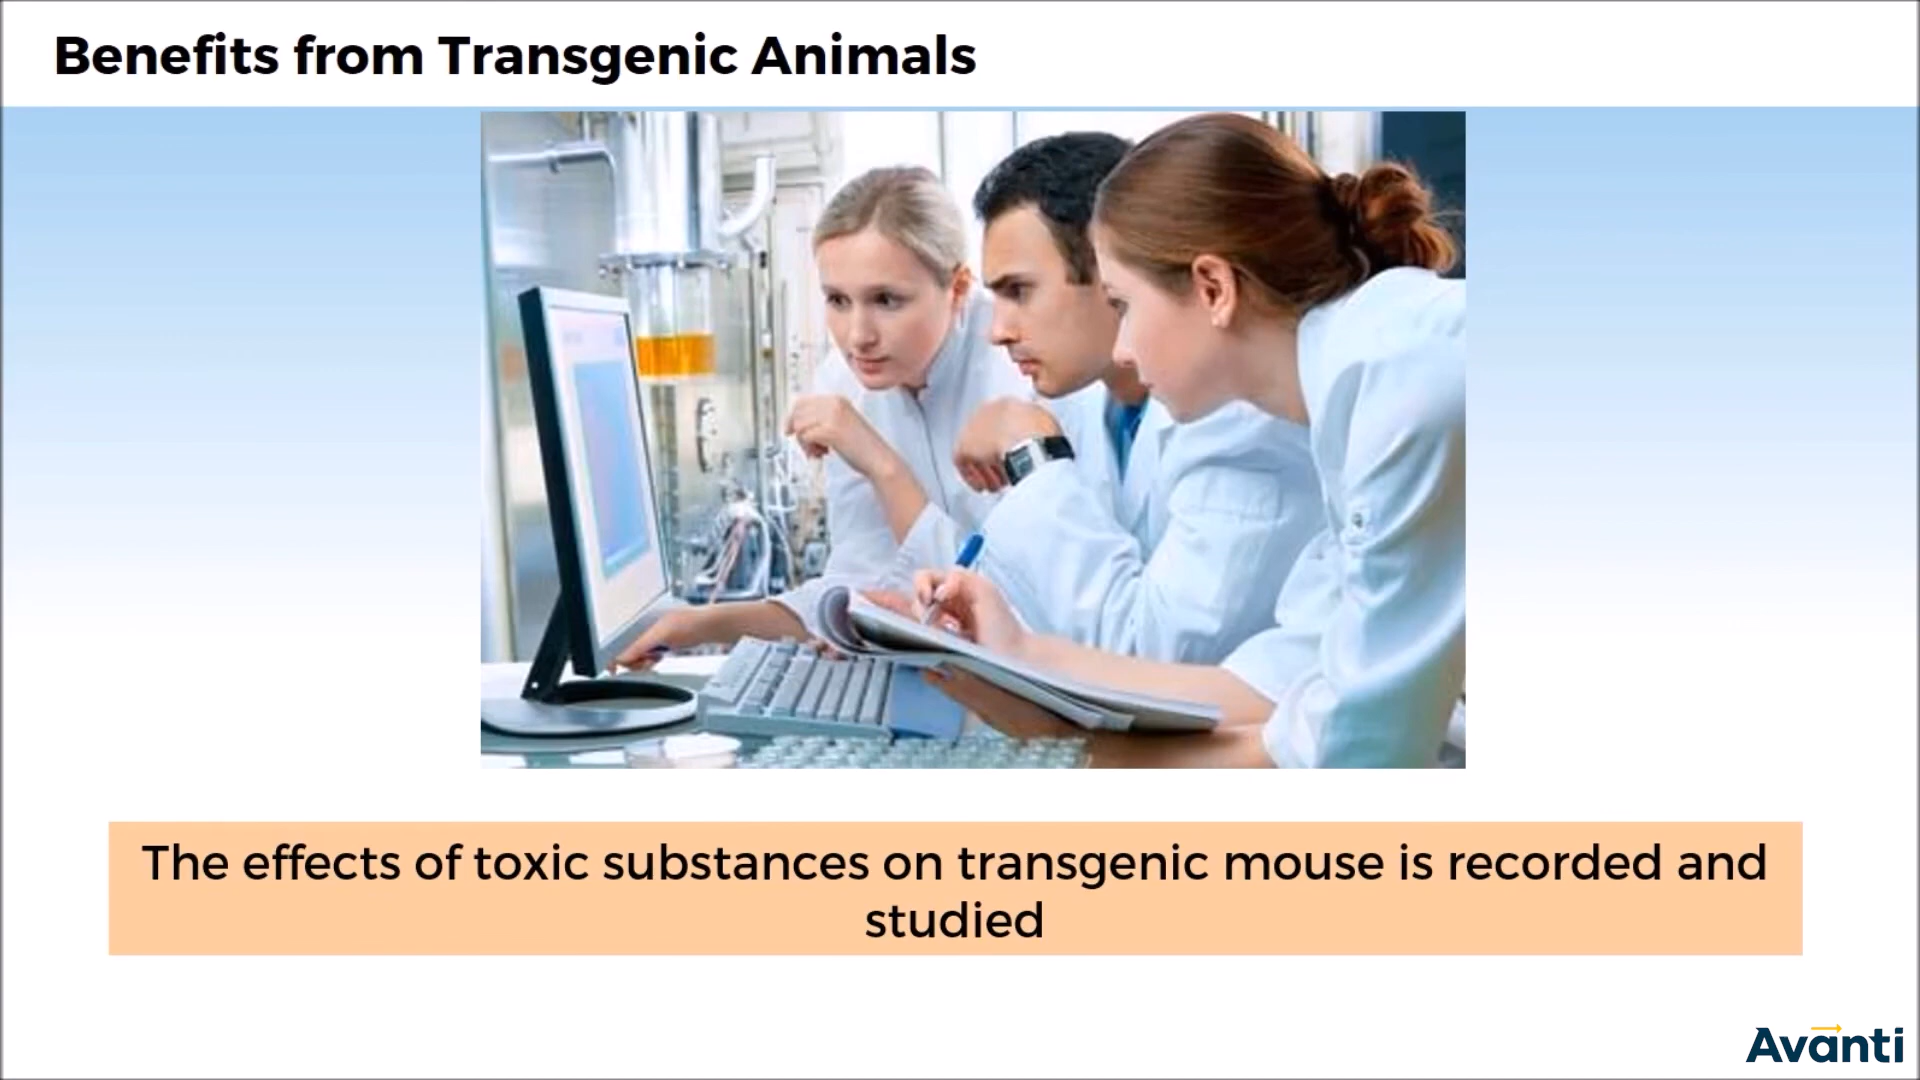 Benefits from Transgenic Animals
The effects of toxic substances on transgenic mouse is recorded and
studied
Avanti